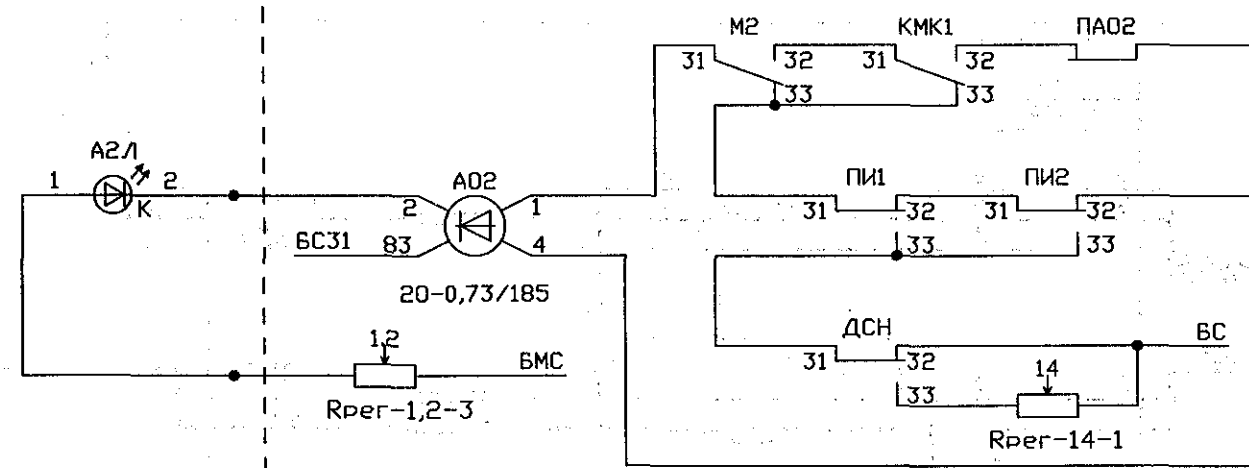 М2 КМК1 ПАО2
31 32 31 32
33 33
А2Л
1 2
К
АО2
2 1
БС31 83 4
20-0,73/185
ПИ1 ПИ2
31 32 31 32
33 33
ДСН БС
31 32
33 14
Rрег-14-1
1,2
БМС
Rрег-1,2-3